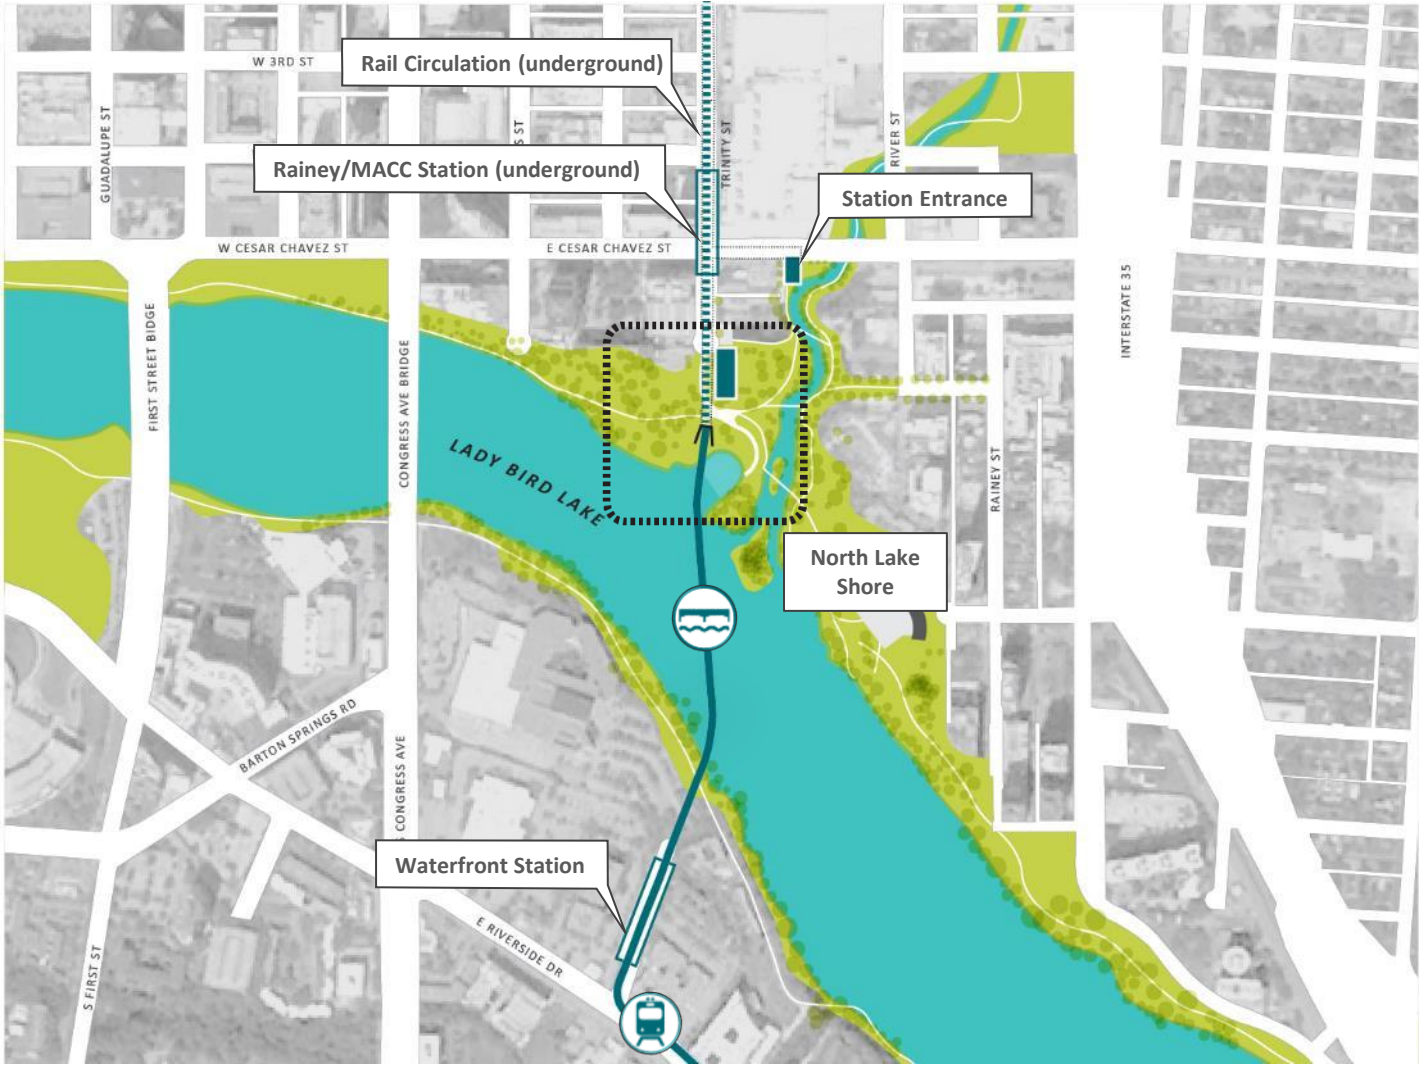 W 3RD ST
Rail Circulation (underground)
GUADALUPE ST
S ST
TRINITY ST
RIVER ST
Rainey/MACC Station (underground)
Station Entrance
W CESAR CHAVEZ ST
E CESAR CHAVEZ ST
INTERSTATE 35
FIRST STREET BIDGE
CONGRESS AVE BRIDGE
LADY BIRD LAKE
RAINEY ST
North Lake
Shore
BARTON SPRINGS RD
S CONGRESS AVE
Waterfront Station
E RIVERSIDE DR
S FIRST ST